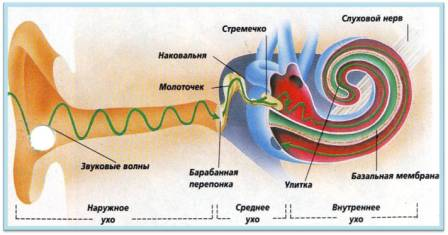 Слуховой нерв
Стремечко
Наковальня
Молоточек
Звуковые волны
Барабанная
перепонка
Улитка
Базальная мембрана
Наружное
ухо
Среднее
ухо
Внутреннее
ухо